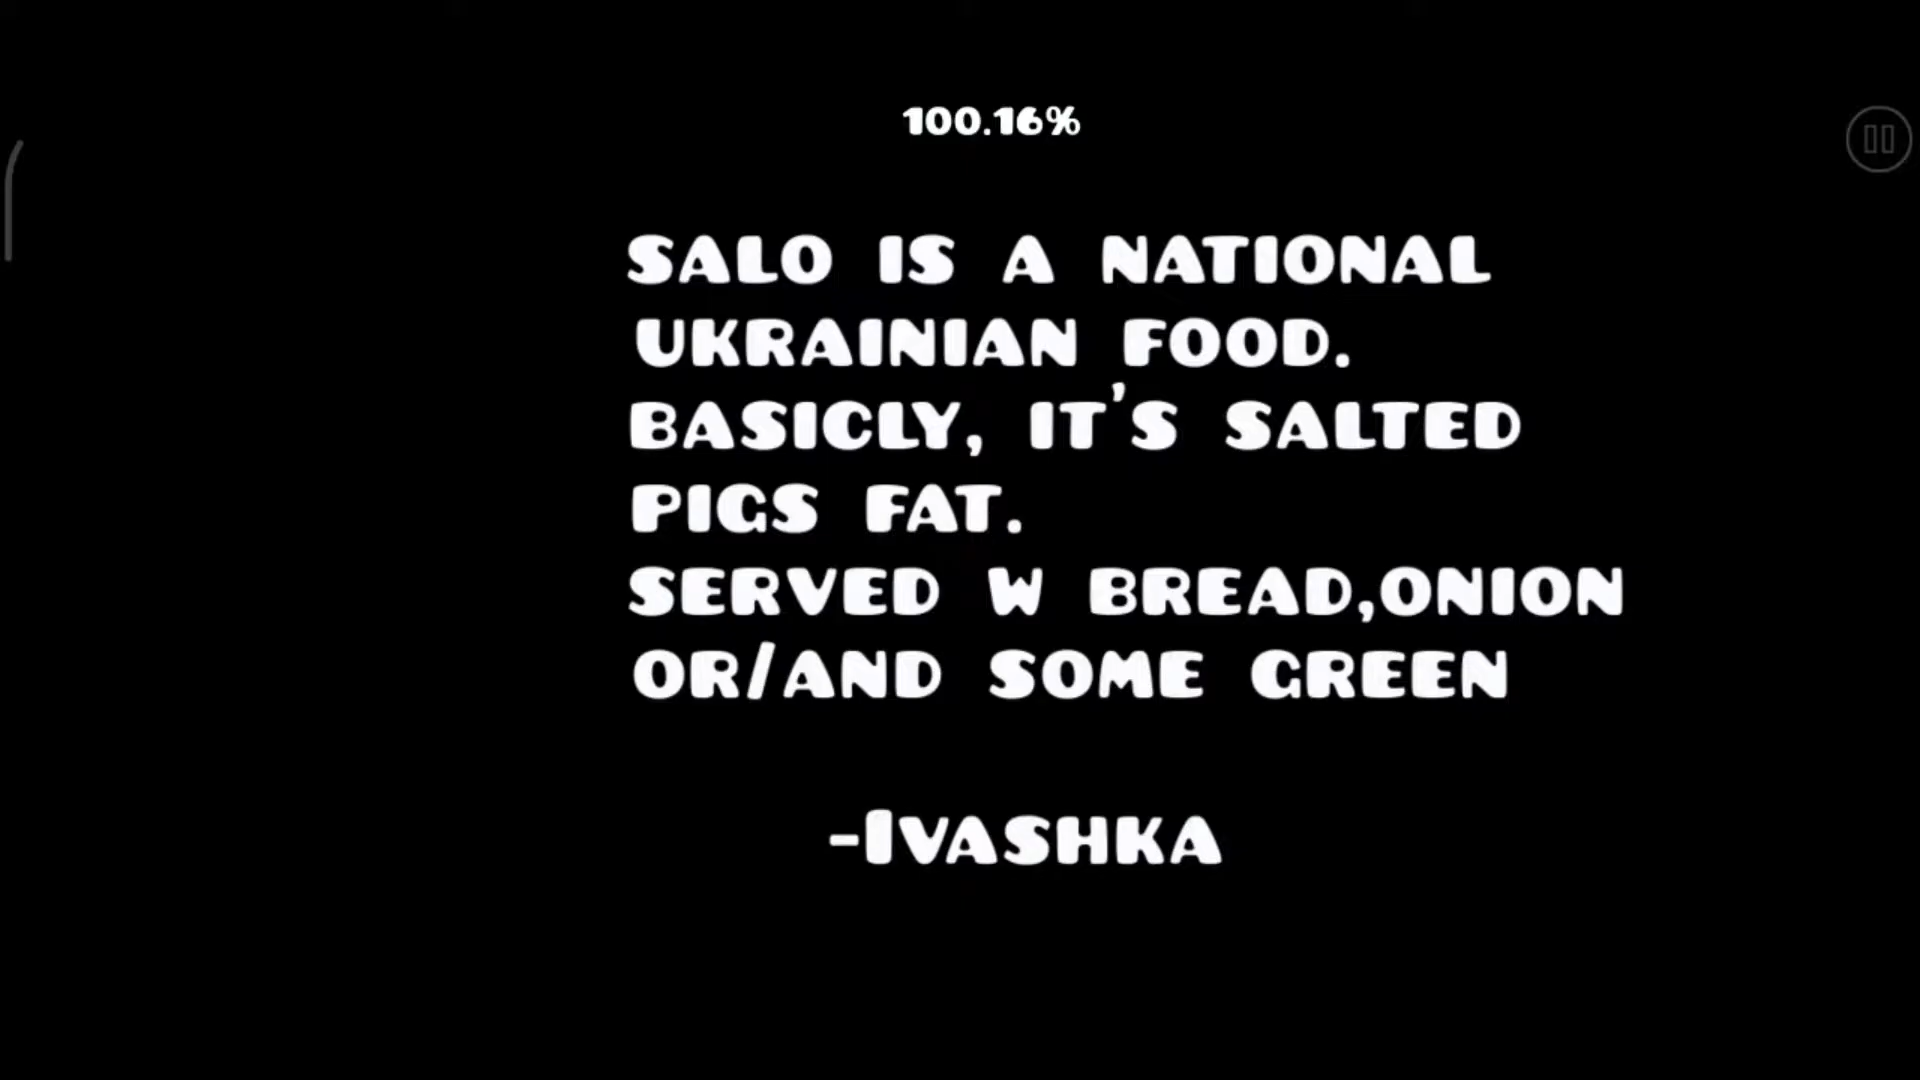 100.16%
SALO IS A NATIONAL
UKRAINIAN FOOD.
BASICLY, IT'S SALTED
PIGS FAT.
SERVED W BREAD,ONION
OR/AND SOME GREEN
-IVASHKA